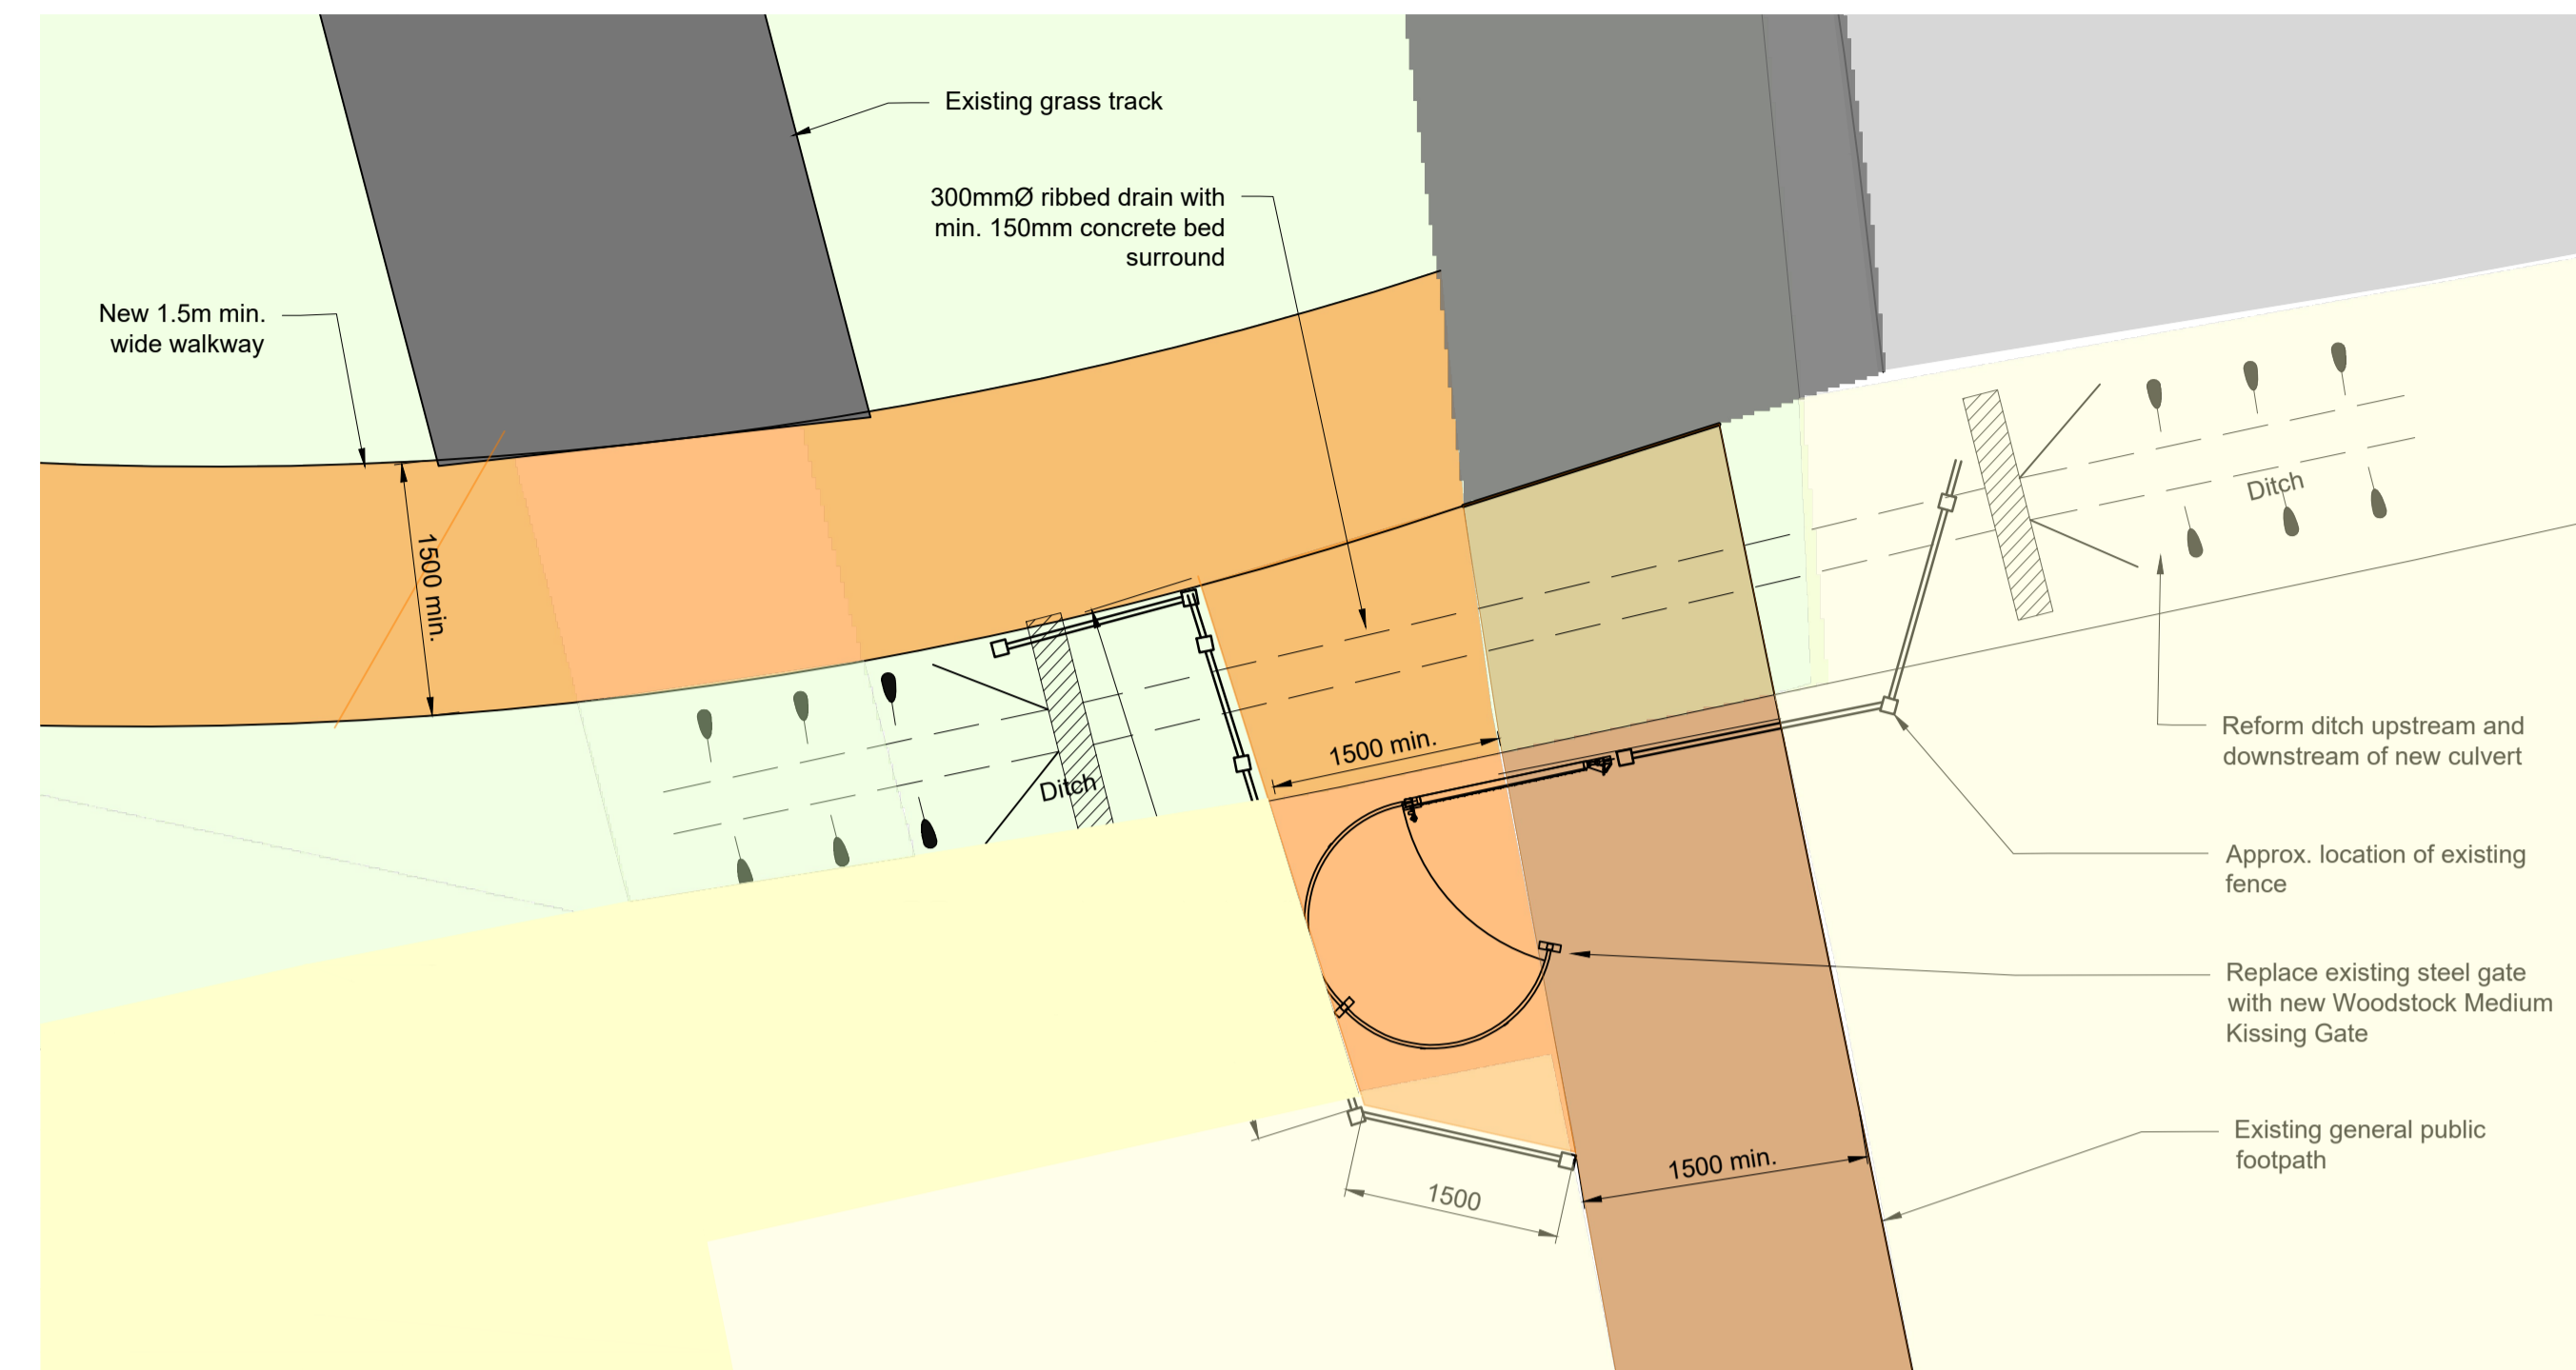 Existing grass track
300mmØ ribbed drain with
min. 150mm concrete bed
surround
New 1.5m min.
wide walkway
1500 min.
Ditch
Ditch
1500 min.
Reform ditch upstream and
downstream of new culvert
Approx. location of existing
fence
Replace existing steel gate
with new Woodstock Medium
Kissing Gate
Existing general public
footpath
1500 min.
1500